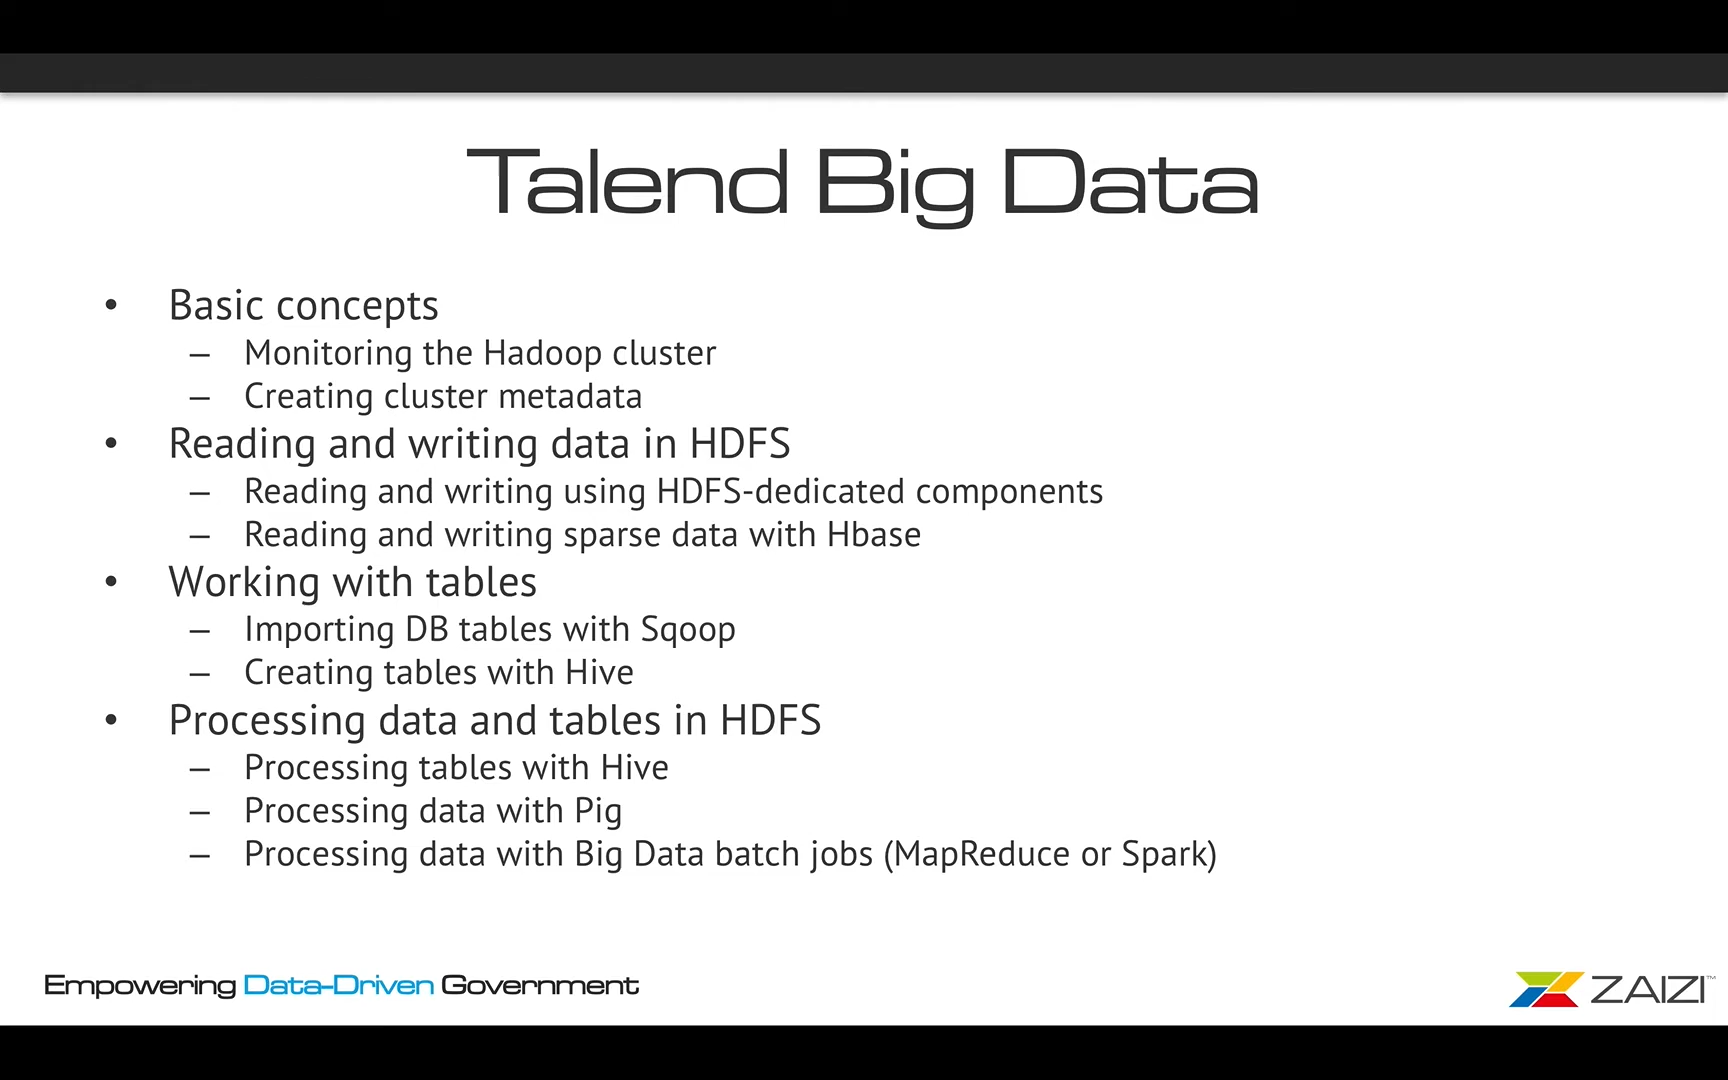 Talend Big Data
• Basic concepts
– Monitoring the Hadoop cluster
– Creating cluster metadata
• Reading and writing data in HDFS
– Reading and writing using HDFS-dedicated components
– Reading and writing sparse data with Hbase
• Working with tables
– Importing DB tables with Sqoop
– Creating tables with Hive
• Processing data and tables in HDFS
– Processing tables with Hive
– Processing data with Pig
– Processing data with Big Data batch jobs (MapReduce or Spark)
Empowering Data-Driven Government
ZAIZI™